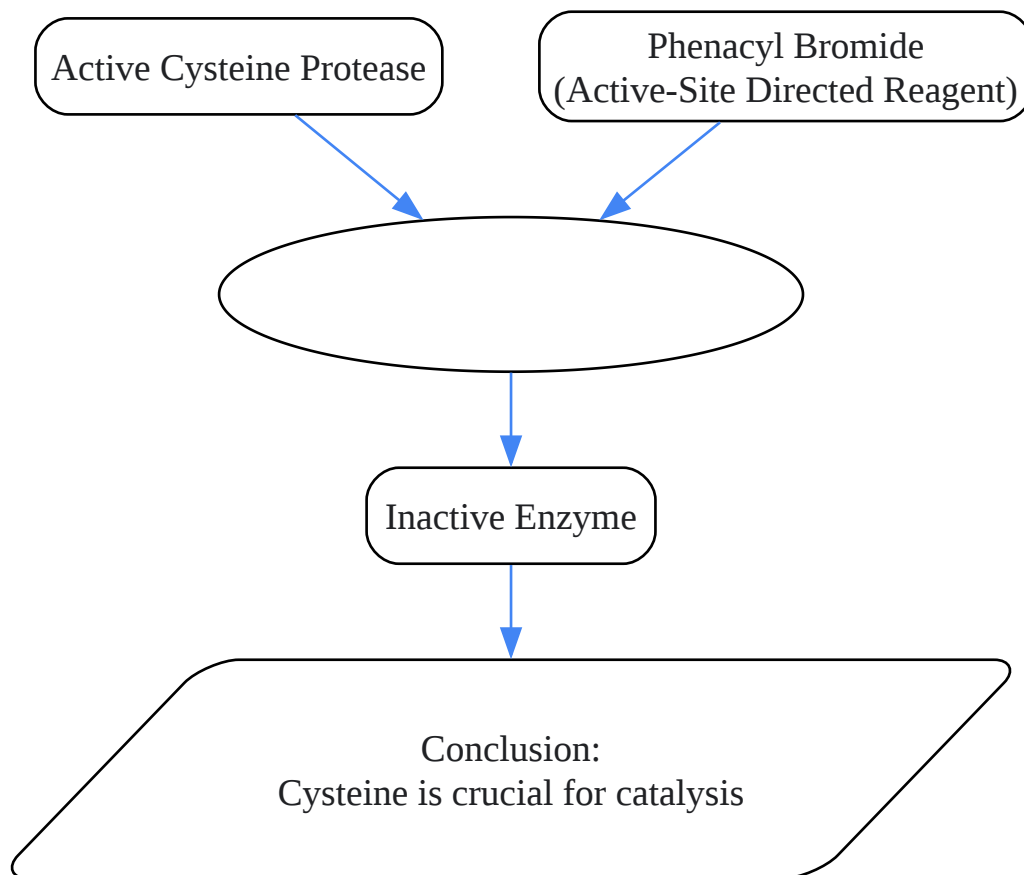 Active Cysteine Protease
Phenacyl Bromide
(Active-Site Directed Reagent)
Inactive Enzyme
Conclusion:
Cysteine is crucial for catalysis